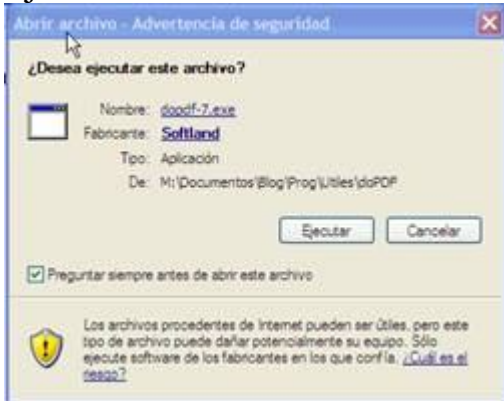 Abrir archivo - Advertencia de seguridad
¿Desea ejecutar este archivo?
Nombre: dopdf-7.exe
Fabricante: Softland
Tipo: Aplicación
De: M:\Documentos\Blog\Prog\Utiles\doPDF
Ejecutar Cancelar
Preguntar siempre antes de abrir este archivo
Los archivos procedentes de Internet pueden ser útiles, pero este
tipo de archivo puede dañar potencialmente su equipo. Sólo
ejecute software de los fabricantes en los que confía. ¿Cuál es el
riesgo?